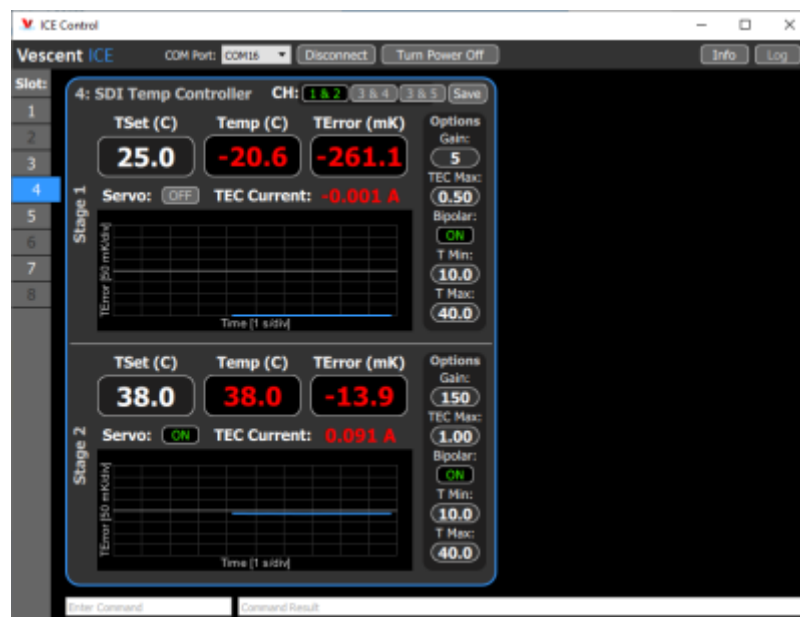 ICE Control
Vescent ICE COM Port: COM16 Disconnect Turn Power Off Info Log
Slot:
1
2
3
4
5
6
7
8
4: SDI Temp Controller CH: 1 & 2 3 & 4 3 & 5 Save
Stage 1
TSet (C) Temp (C) TError (mK)
25.0 -20.6 -261.1
Servo: OFF TEC Current: -0.001 A
TError [50 mK/div]
Time [1 s/div]
Options
Gain:
5
TEC Max:
0.50
Bipolar:
ON
T Min:
10.0
T Max:
40.0
Stage 2
TSet (C) Temp (C) TError (mK)
38.0 38.0 -13.9
Servo: ON TEC Current: 0.091 A
TError [50 mK/div]
Time [1 s/div]
Options
Gain:
150
TEC Max:
1.00
Bipolar:
ON
T Min:
10.0
T Max:
40.0
Enter Command Command Result